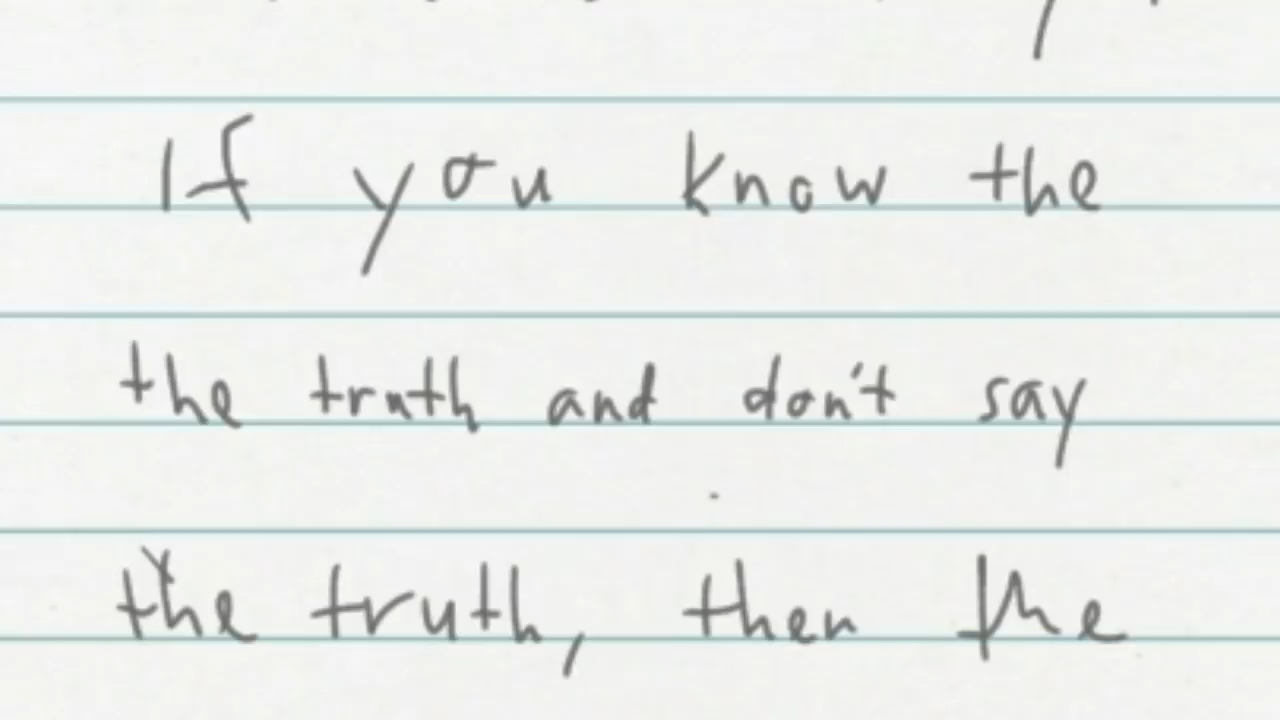 If you know the
the truth and don't say
the truth, then the